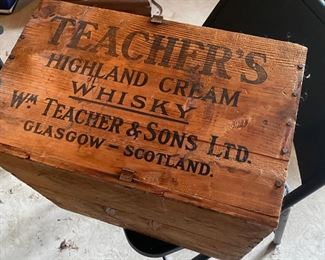 TEACHER'S
HIGHLAND CREAM
WHISKY
WM TEACHER & SONS LTD.
GLASGOW - SCOTLAND.